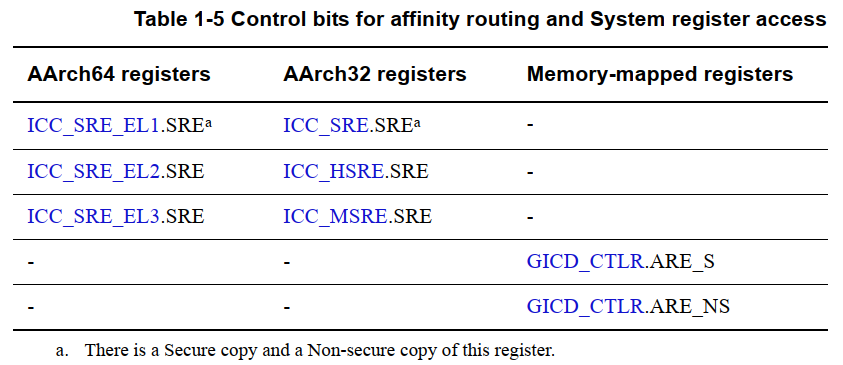 Table 1-5 Control bits for affinity routing and System register access
AArch64 registers AArch32 registers Memory-mapped registers
ICC_SRE_EL1.SREᵃ ICC_SRE.SREᵃ -
ICC_SRE_EL2.SRE ICC_HSRE.SRE -
ICC_SRE_EL3.SRE ICC_MSRE.SRE -
- - GICD_CTLR.ARE_S
- - GICD_CTLR.ARE_NS
a. There is a Secure copy and a Non-secure copy of this register.